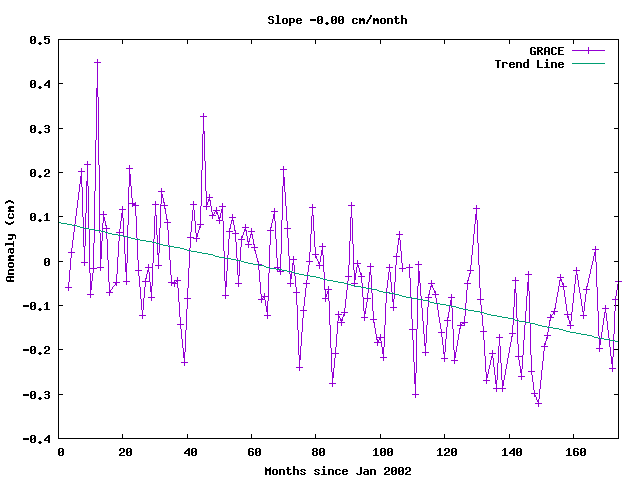 Slope -0.00 cm/month
GRACE
Trend Line
0.5
0.4
0.3
0.2
0.1
0
-0.1
-0.2
-0.3
-0.4
Anomaly (cm)
0 20 40 60 80 100 120 140 160
Months since Jan 2002